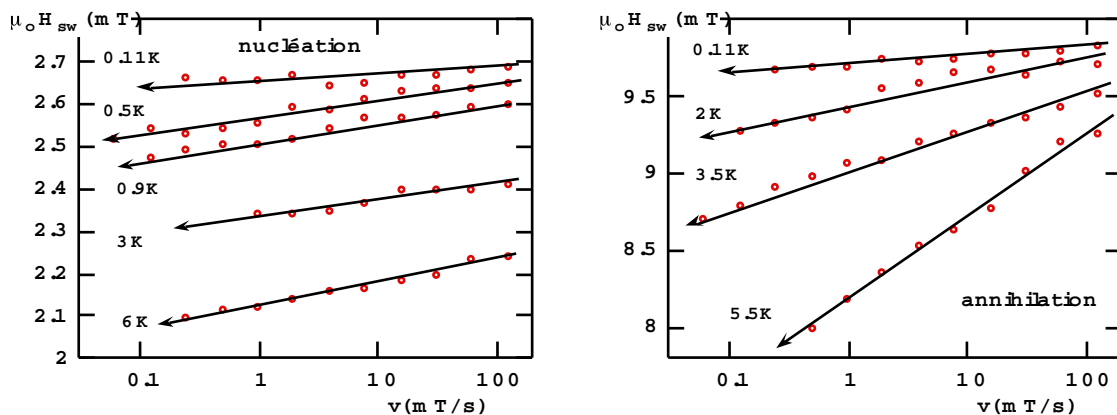 μoHsw(mT)
nucléation
0.11K
2.7
2.6
0.5K
2.5
0.9K
2.4
2.3
3K
2.2
2.1
6K
2
0.1 1 10 100
v(mT/s)
μoHsw(mT)
0.11K
9.5
2K
9
3.5K
8.5
annihilation
5.5K
8
0.1 1 10 100
v(mT/s)